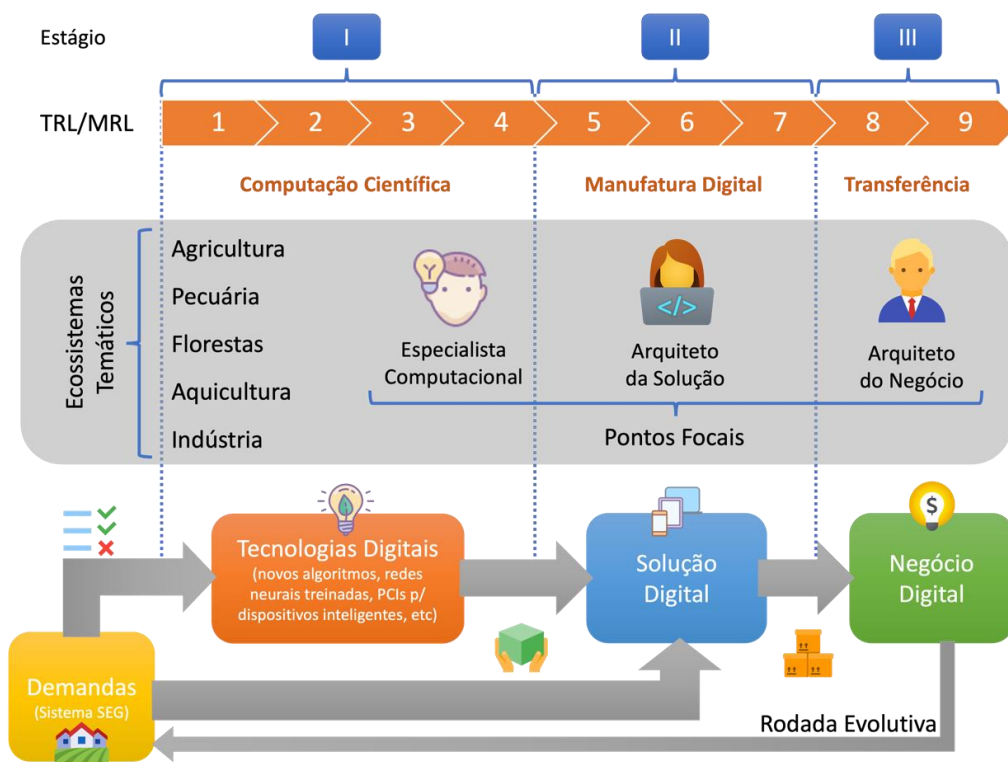 Estágio
I
II
III
TRL/MRL
1
2
3
4
5
6
7
8
9
Computação Científica
Manufatura Digital
Transferência
Ecossistemas
Temáticos
Agricultura
Pecuária
Florestas
Aquicultura
Indústria
Especialista
Computacional
</>
Arquiteto
da Solução
Arquiteto
do Negócio
Pontos Focais
Tecnologias Digitais
(novos algoritmos, redes
neurais treinadas, PCIs p/
dispositivos inteligentes, etc)
Solução
Digital
$
Negócio
Digital
Demandas
(Sistema SEG)
Rodada Evolutiva